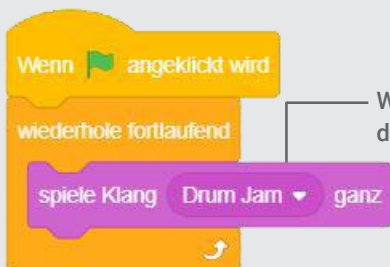 Wenn angeklickt wird
wiederhole fortlaufend
spiele Klang Drum Jam ganz
W
d